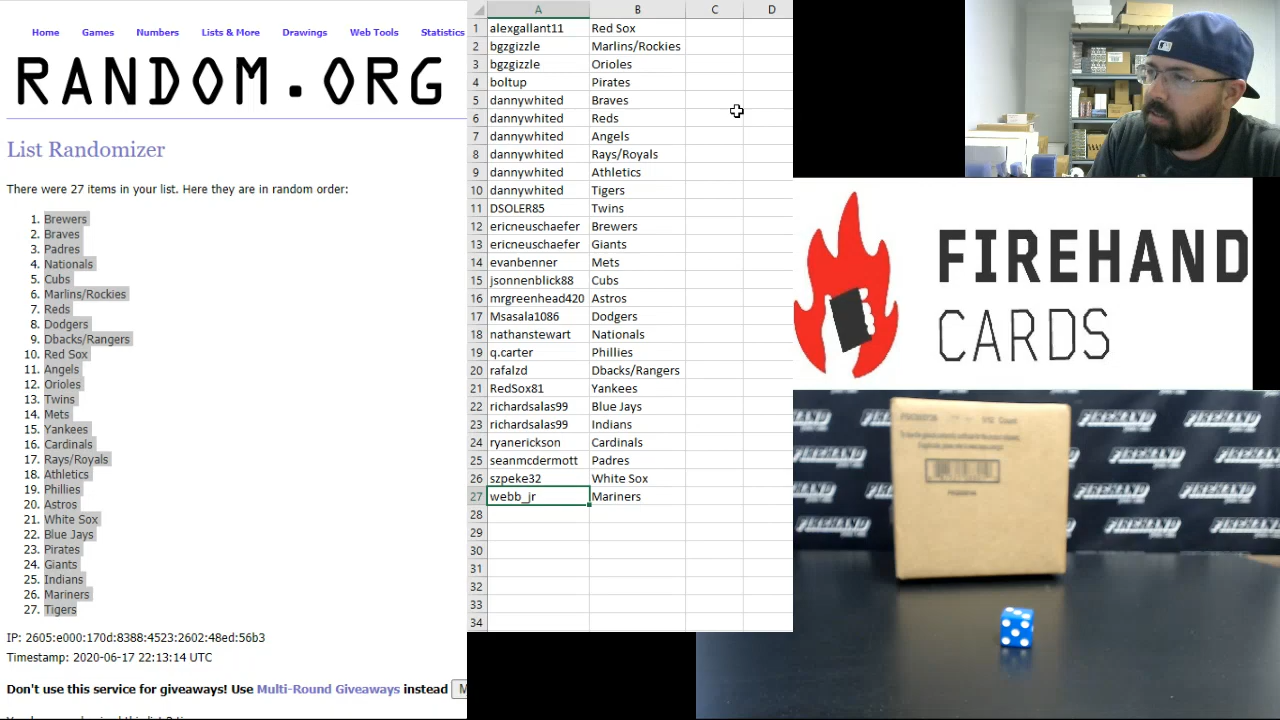 Home Games Numbers Lists & More Drawings Web Tools Statistics
RANDOM.ORG
List Randomizer
There were 27 items in your list. Here they are in random order:
1. Brewers
2. Braves
3. Padres
4. Nationals
5. Cubs
6. Marlins/Rockies
7. Reds
8. Dodgers
9. Dbacks/Rangers
10. Red Sox
11. Angels
12. Orioles
13. Twins
14. Mets
15. Yankees
16. Cardinals
17. Rays/Royals
18. Athletics
19. Phillies
20. Astros
21. White Sox
22. Blue Jays
23. Pirates
24. Giants
25. Indians
26. Mariners
27. Tigers
IP: 2605:e000:170d:8388:4523:2602:48ed:56b3
Timestamp: 2020-06-17 22:13:14 UTC
Don't use this service for giveaways! Use Multi-Round Giveaways instead
A B C D
1 alexgallant11 Red Sox
2 bgzgizzle Marlins/Rockies
3 bgzgizzle Orioles
4 boltup Pirates
5 dannywhited Braves
6 dannywhited Reds
7 dannywhited Angels
8 dannywhited Rays/Royals
9 dannywhited Athletics
10 dannywhited Tigers
11 DSOLER85 Twins
12 ericneuschaefer Brewers
13 ericneuschaefer Giants
14 evanbenner Mets
15 jsonnenblick88 Cubs
16 mrgreenhead420 Astros
17 Msasala1086 Dodgers
18 nathanstewart Nationals
19 q.carter Phillies
20 rafalzd Dbacks/Rangers
21 RedSox81 Yankees
22 richardsalas99 Blue Jays
23 richardsalas99 Indians
24 ryanerickson Cardinals
25 seanmcdermott Padres
26 szpeke32 White Sox
27 webb_jr Mariners
28
29
30
31
32
33
34
FIREHAND
CARDS
FIREHAND